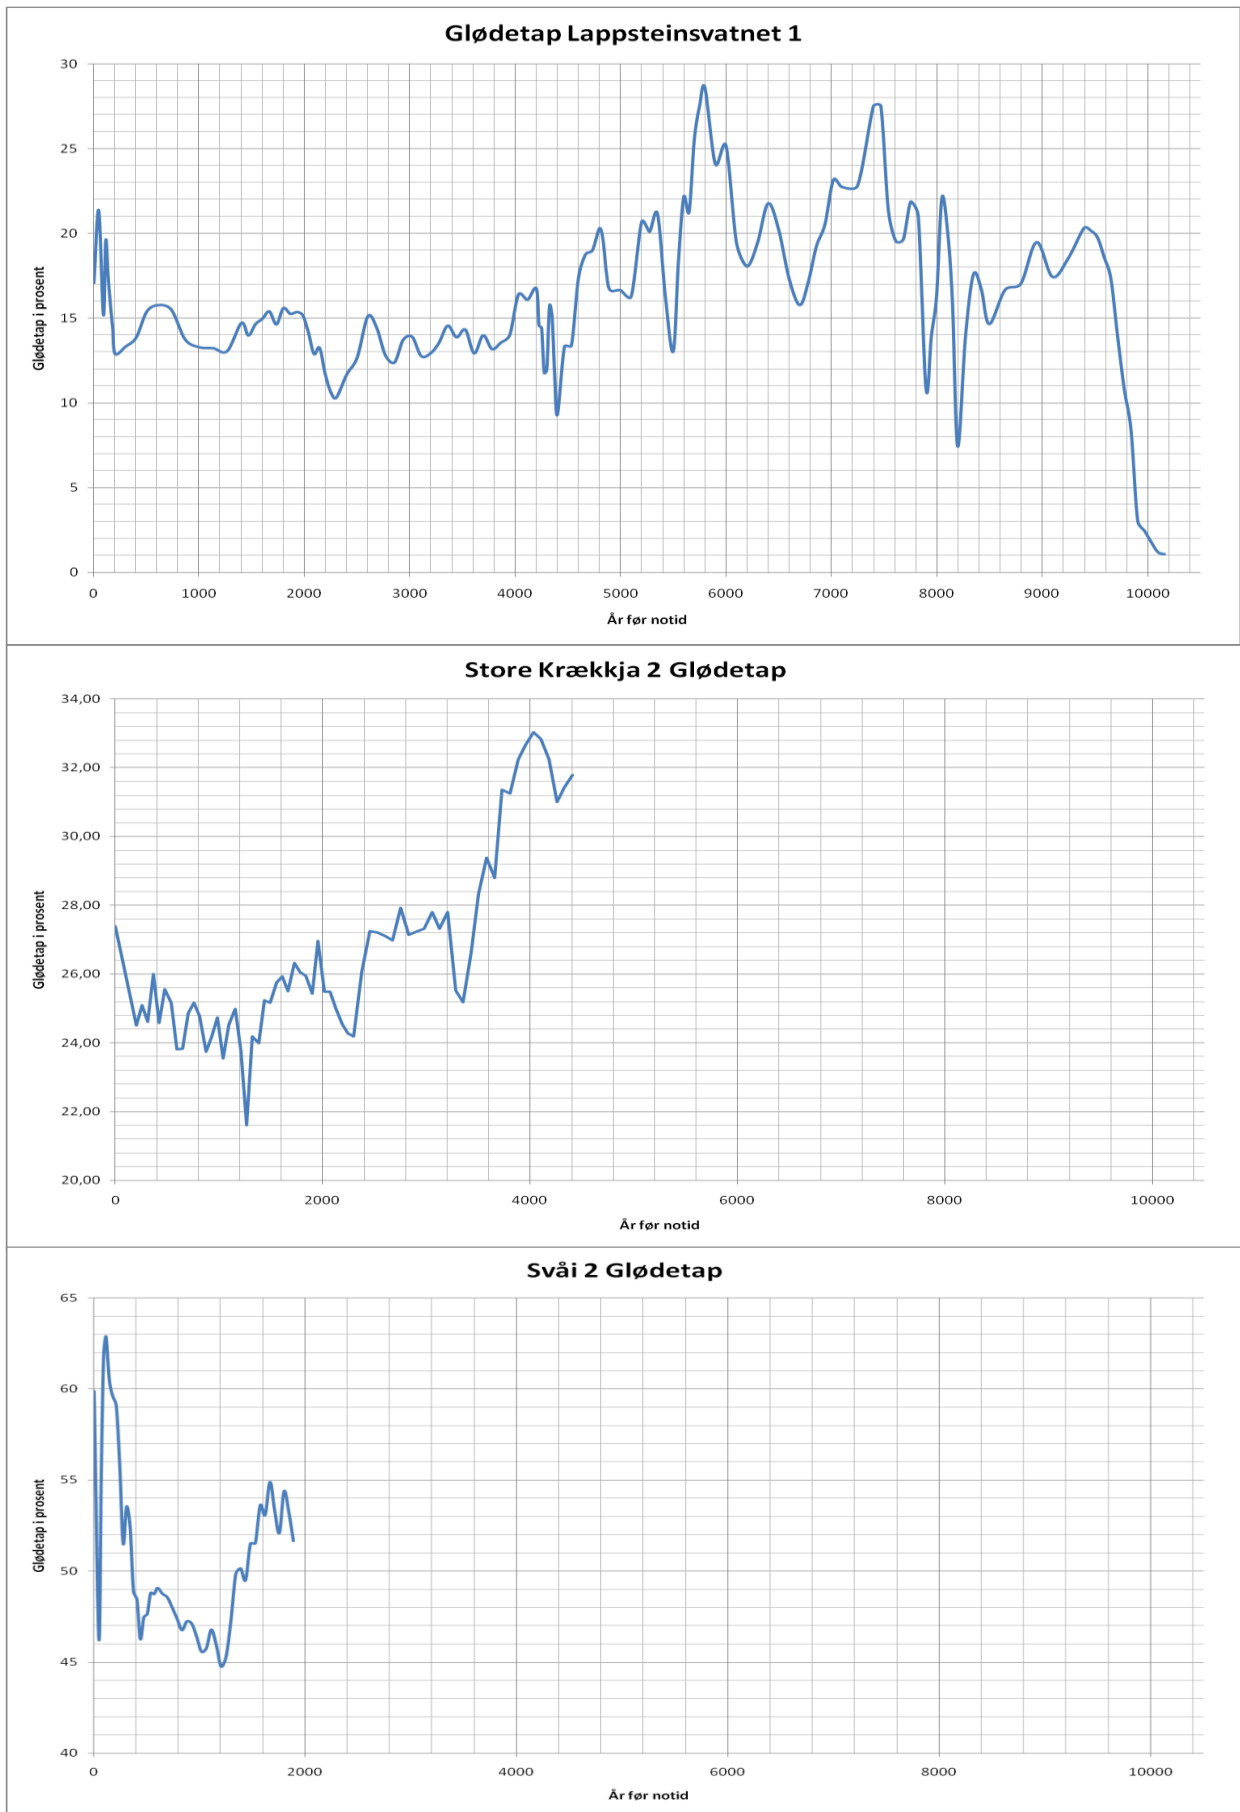 Glødetap Lappsteinsvatnet 1
30
25
20
15
10
5
0
Glødetap i prosent
0 1000 2000 3000 4000 5000 6000 7000 8000 9000 10000
År før notid
Store Krækkja 2 Glødetap
34,00
32,00
30,00
28,00
26,00
24,00
22,00
20,00
Glødetap i prosent
0 2000 4000 6000 8000 10000
År før notid
Svåi 2 Glødetap
65
60
55
50
45
40
Glødetap i prosent
0 2000 4000 6000 8000 10000
År før notid